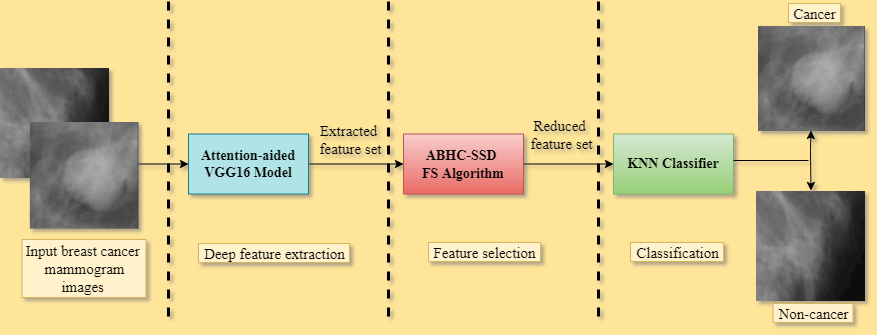 Cancer
Extracted
feature set
Reduced
feature set
Attention-aided
VGG16 Model
ABHC-SSD
FS Algorithm
KNN Classifier
Input breast cancer
mammogram
images
Deep feature extraction
Feature selection
Classification
Non-cancer